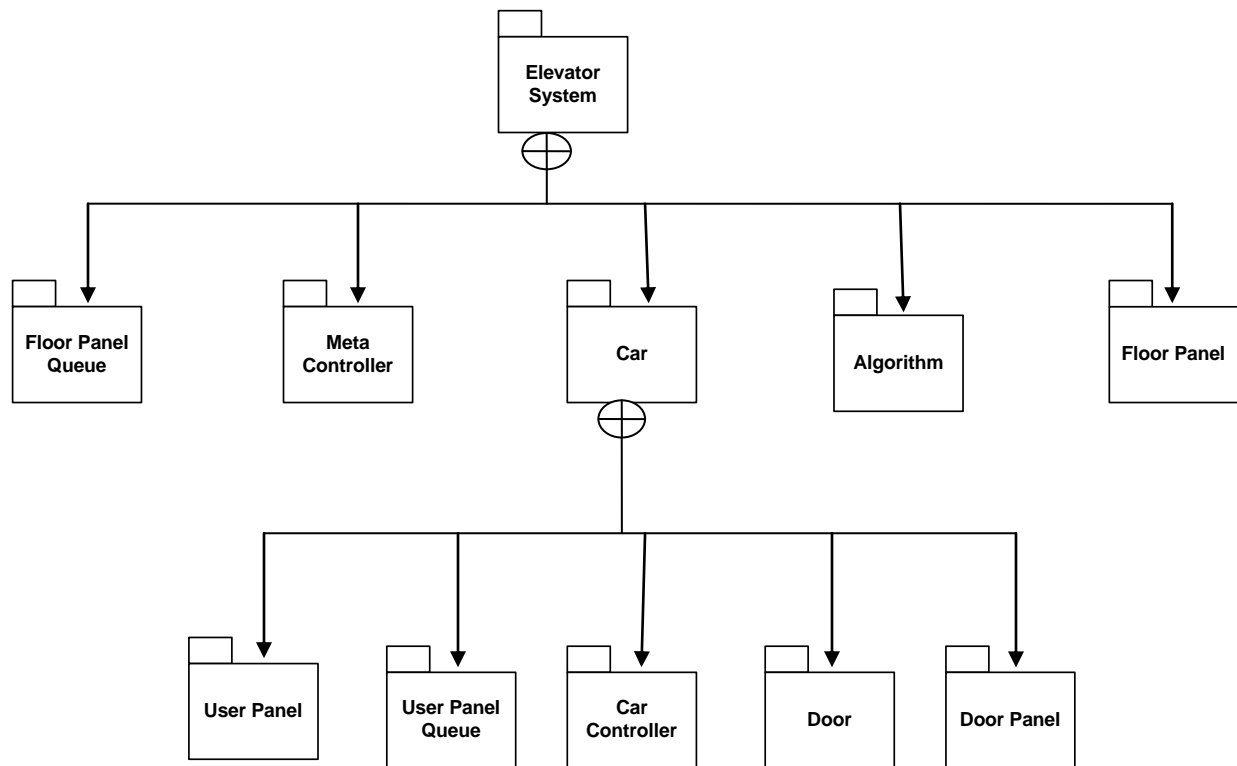 Elevator
System
Floor Panel
Queue
Meta
Controller
Car
Algorithm
Floor Panel
User Panel
User Panel
Queue
Car
Controller
Door
Door Panel